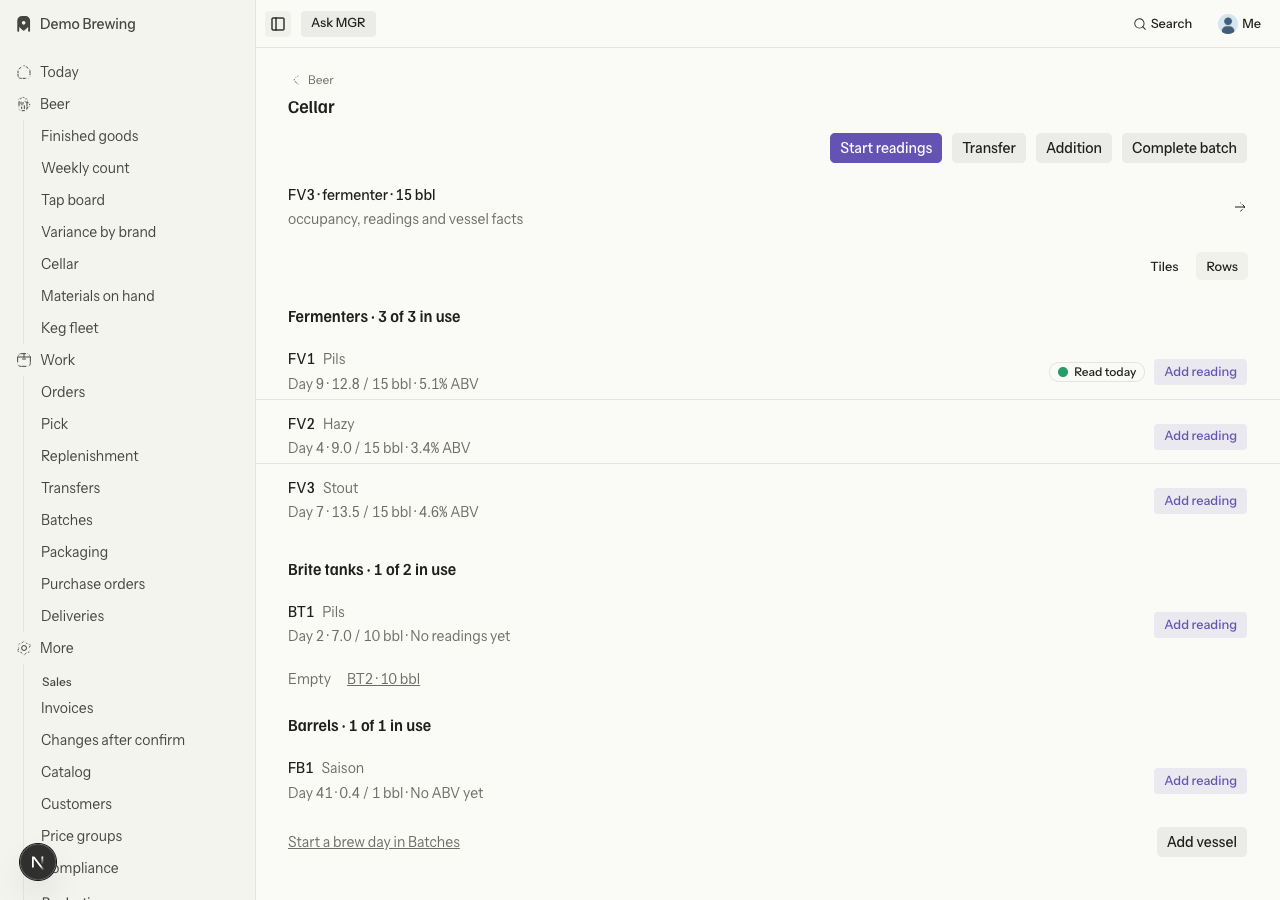 Demo Brewing
Ask MGR
Search
Me
Today
Beer
Finished goods
Weekly count
Tap board
Variance by brand
Cellar
Materials on hand
Keg fleet
Work
Orders
Pick
Replenishment
Transfers
Batches
Packaging
Purchase orders
Deliveries
More
Sales
Invoices
Changes after confirm
Catalog
Customers
Price groups
ompliance
N
Beer
Cellar
Start readings
Transfer
Addition
Complete batch
FV3 · fermenter · 15 bbl
occupancy, readings and vessel facts
Tiles
Rows
Fermenters · 3 of 3 in use
FV1 Pils
Day 9 · 12.8 / 15 bbl · 5.1% ABV
Read today
Add reading
FV2 Hazy
Day 4 · 9.0 / 15 bbl · 3.4% ABV
Add reading
FV3 Stout
Day 7 · 13.5 / 15 bbl · 4.6% ABV
Add reading
Brite tanks · 1 of 2 in use
BT1 Pils
Day 2 · 7.0 / 10 bbl · No readings yet
Add reading
Empty BT2 · 10 bbl
Barrels · 1 of 1 in use
FB1 Saison
Day 41 · 0.4 / 1 bbl · No ABV yet
Add reading
Start a brew day in Batches
Add vessel